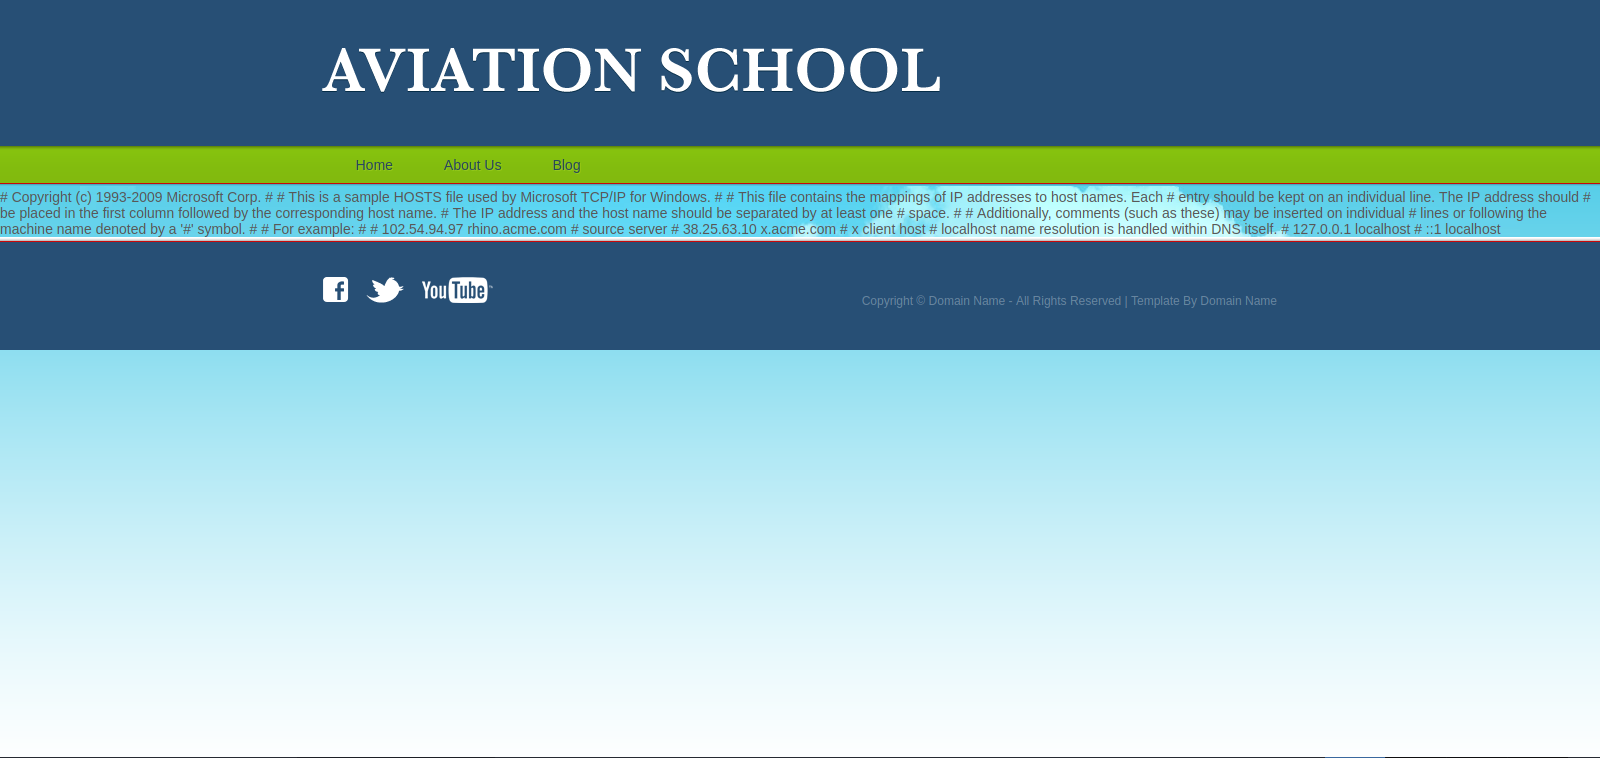 AVIATION SCHOOL
Home About Us Blog
# Copyright (c) 1993-2009 Microsoft Corp. # # This is a sample HOSTS file used by Microsoft TCP/IP for Windows. # # This file contains the mappings of IP addresses to host names. Each # entry should be kept on an individual line. The IP address should #
be placed in the first column followed by the corresponding host name. # The IP address and the host name should be separated by at least one # space. # # Additionally, comments (such as these) may be inserted on individual # lines or following the
machine name denoted by a '#' symbol. # # For example: # # 102.54.94.97 rhino.acme.com # source server # 38.25.63.10 x.acme.com # x client host # localhost name resolution is handled within DNS itself. # 127.0.0.1 localhost # ::1 localhost
f YouTube
Copyright © Domain Name - All Rights Reserved | Template By Domain Name